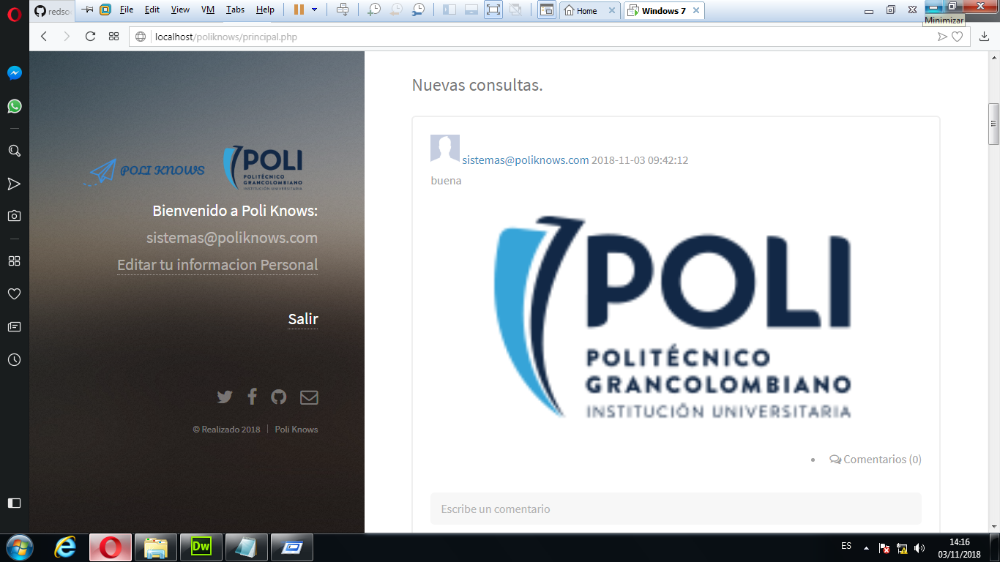 redso
File Edit View VM Tabs Help
Home
Windows 7
Minimizar
localhost/poliknows/principal.php
POLI KNOWS
POLI
POLITÉCNICO
GRANCOLOMBIANO
INSTITUCIÓN UNIVERSITARIA
Bienvenido a Poli Knows:
sistemas@poliknows.com
Editar tu informacion Personal
Salir
© Realizado 2018
Poli Knows
Nuevas consultas.
sistemas@poliknows.com 2018-11-03 09:42:12
buena
POLI
POLITÉCNICO
GRANCOLOMBIANO
INSTITUCIÓN UNIVERSITARIA
Comentarios (0)
Escribe un comentario
Dw
ES
14:16
03/11/2018